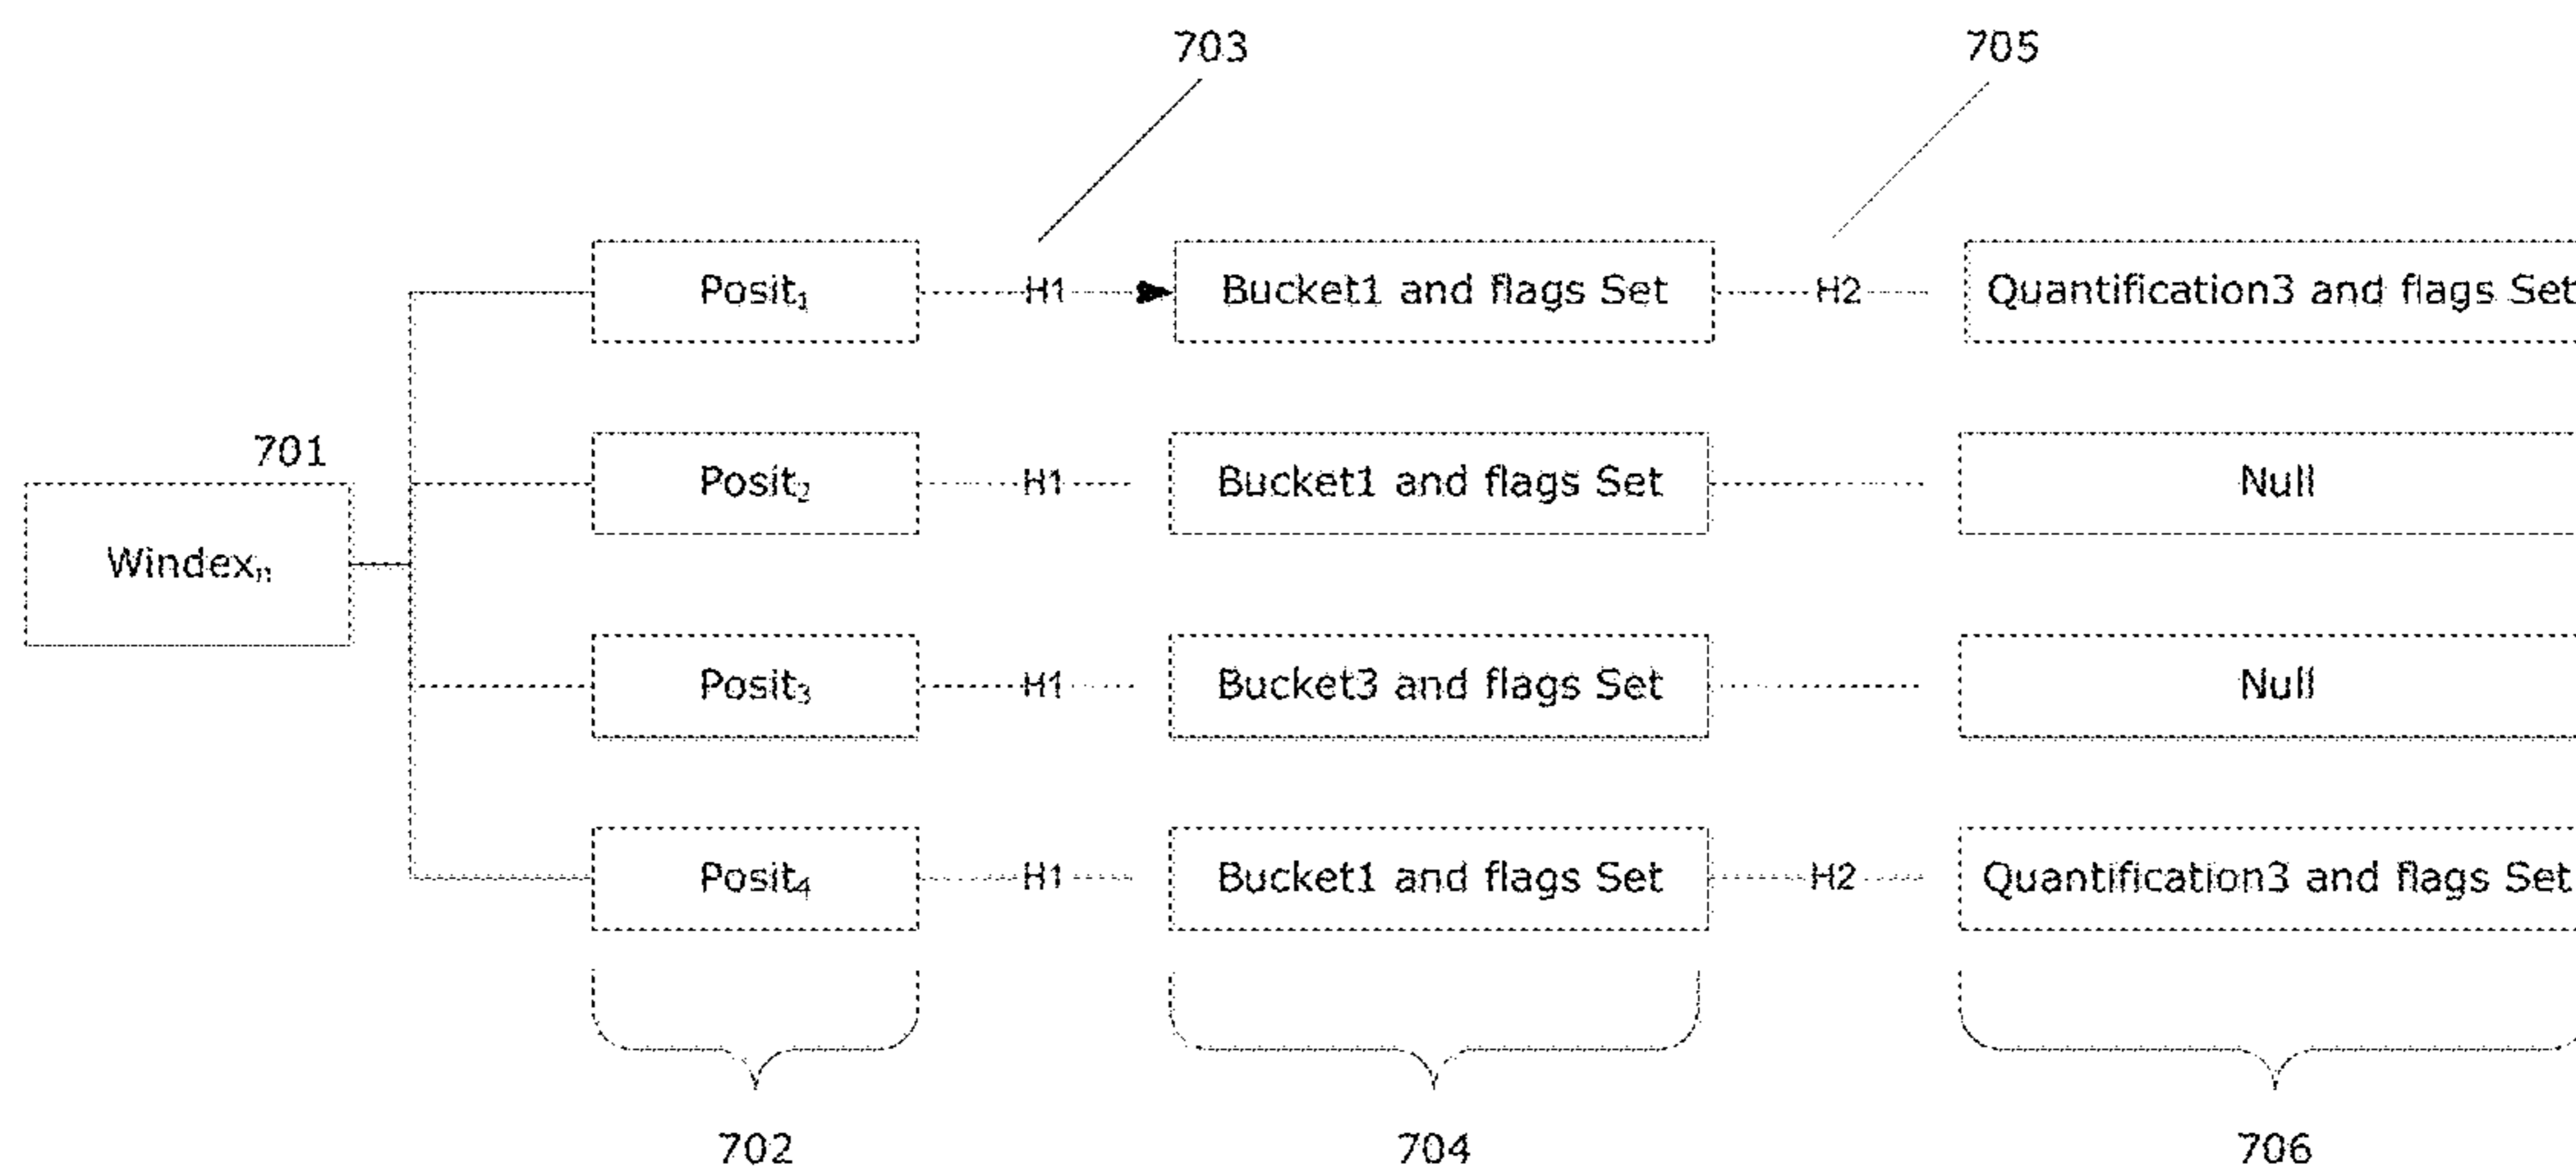 703 705
Posit₁ H1 Bucket1 and flags Set H2 Quantification3 and flags Set
701
Posit₂ H1 Bucket1 and flags Set Null
Windexₙ
Posit₃ H1 Bucket3 and flags Set Null
Posit₄ H1 Bucket1 and flags Set H2 Quantification3 and flags Set
702 704 706